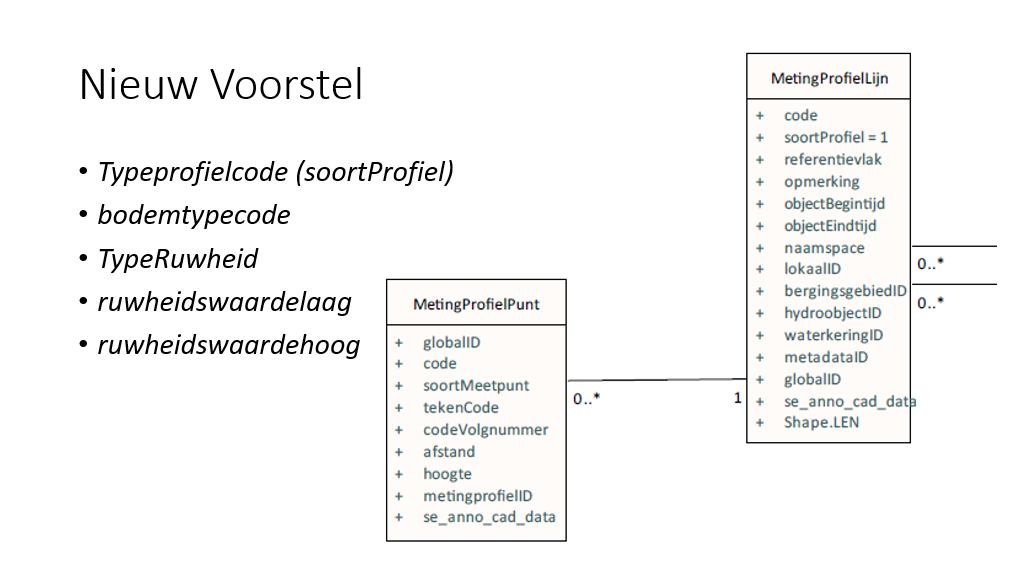 Nieuw Voorstel
• Typeprofielcode (soortProfiel)
• bodemtypecode
• TypeRuwheid
• ruwheidswaardelaag
• ruwheidswaardehoog
MetingProfielPunt
+ globalID
+ code
+ soortMeetpunt
+ tekenCode
+ codeVolgnummer
+ afstand
+ hoogte
+ metingprofielID
+ se_anno_cad_data
0..*
1
MetingProfielLijn
+ code
+ soortProfiel = 1
+ referentievlak
+ opmerking
+ objectBegintijd
+ objectEindtijd
+ naamspace
+ lokaalID
+ bergingsgebiedID
+ hydroobjectID
+ waterkeringID
+ metadataID
+ globalID
+ se_anno_cad_data
+ Shape.LEN
0..*
0..*